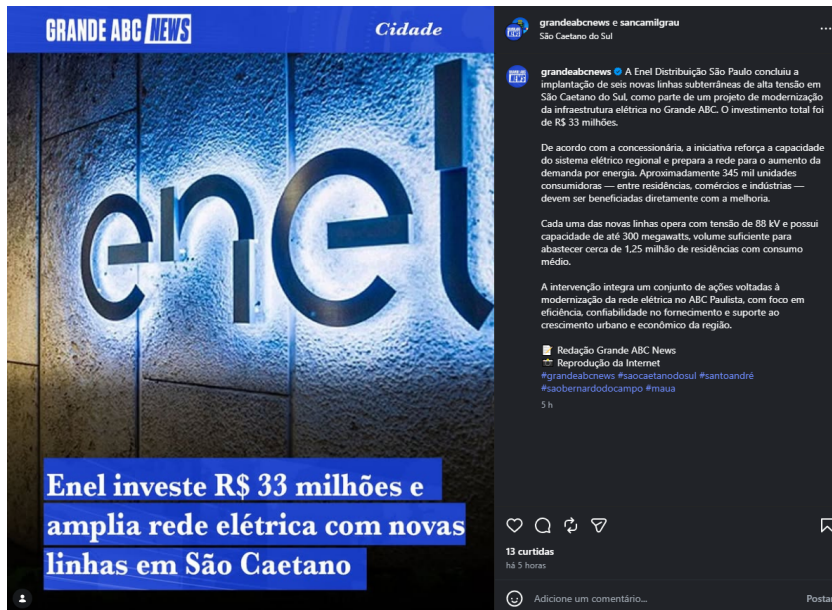 GRANDE ABC NEWS
Cidade
enel
Enel investe R$ 33 milhões e
amplia rede elétrica com novas
linhas em São Caetano
grandeabcnews e sancamilgrau
São Caetano do Sul
grandeabcnews A Enel Distribuição São Paulo concluiu a
implantação de seis novas linhas subterrâneas de alta tensão em
São Caetano do Sul, como parte de um projeto de modernização
da infraestrutura elétrica no Grande ABC. O investimento total foi
de R$ 33 milhões.
De acordo com a concessionária, a iniciativa reforça a capacidade
do sistema elétrico regional e prepara a rede para o aumento da
demanda por energia. Aproximadamente 345 mil unidades
consumidoras — entre residências, comércios e indústrias —
devem ser beneficiadas diretamente com a melhoria.
Cada uma das novas linhas opera com tensão de 88 kV e possui
capacidade de até 300 megawatts, volume suficiente para
abastecer cerca de 1,25 milhão de residências com consumo
médio.
A intervenção integra um conjunto de ações voltadas à
modernização da rede elétrica no ABC Paulista, com foco em
eficiência, confiabilidade no fornecimento e suporte ao
crescimento urbano e econômico da região.
Redação Grande ABC News
Reprodução da Internet
#grandeabcnews #saocaetanodosul #santoandré
#saobernardodocampo #maua
5 h
13 curtidas
há 5 horas
Adicione um comentário...
Postar